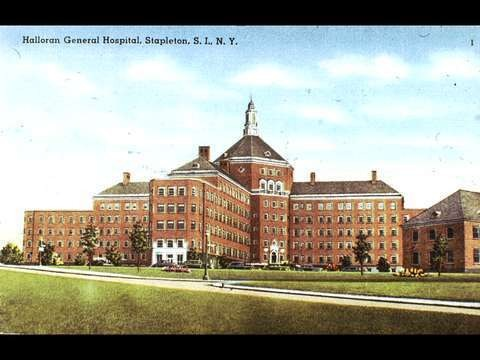 Halloran General Hospital, Stapleton, S. I., N. Y.
1